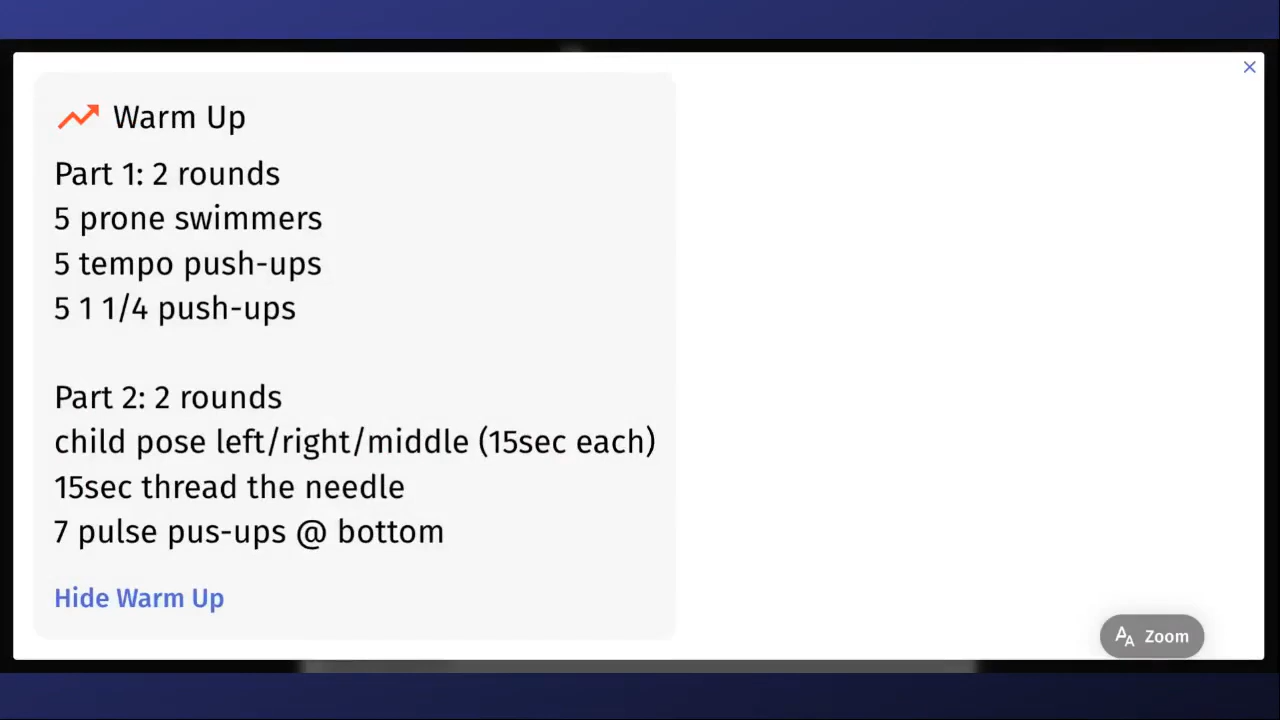 Warm Up
Part 1: 2 rounds
5 prone swimmers
5 tempo push-ups
5 1 1/4 push-ups
Part 2: 2 rounds
child pose left/right/middle (15sec each)
15sec thread the needle
7 pulse pus-ups @ bottom
Hide Warm Up
AA Zoom